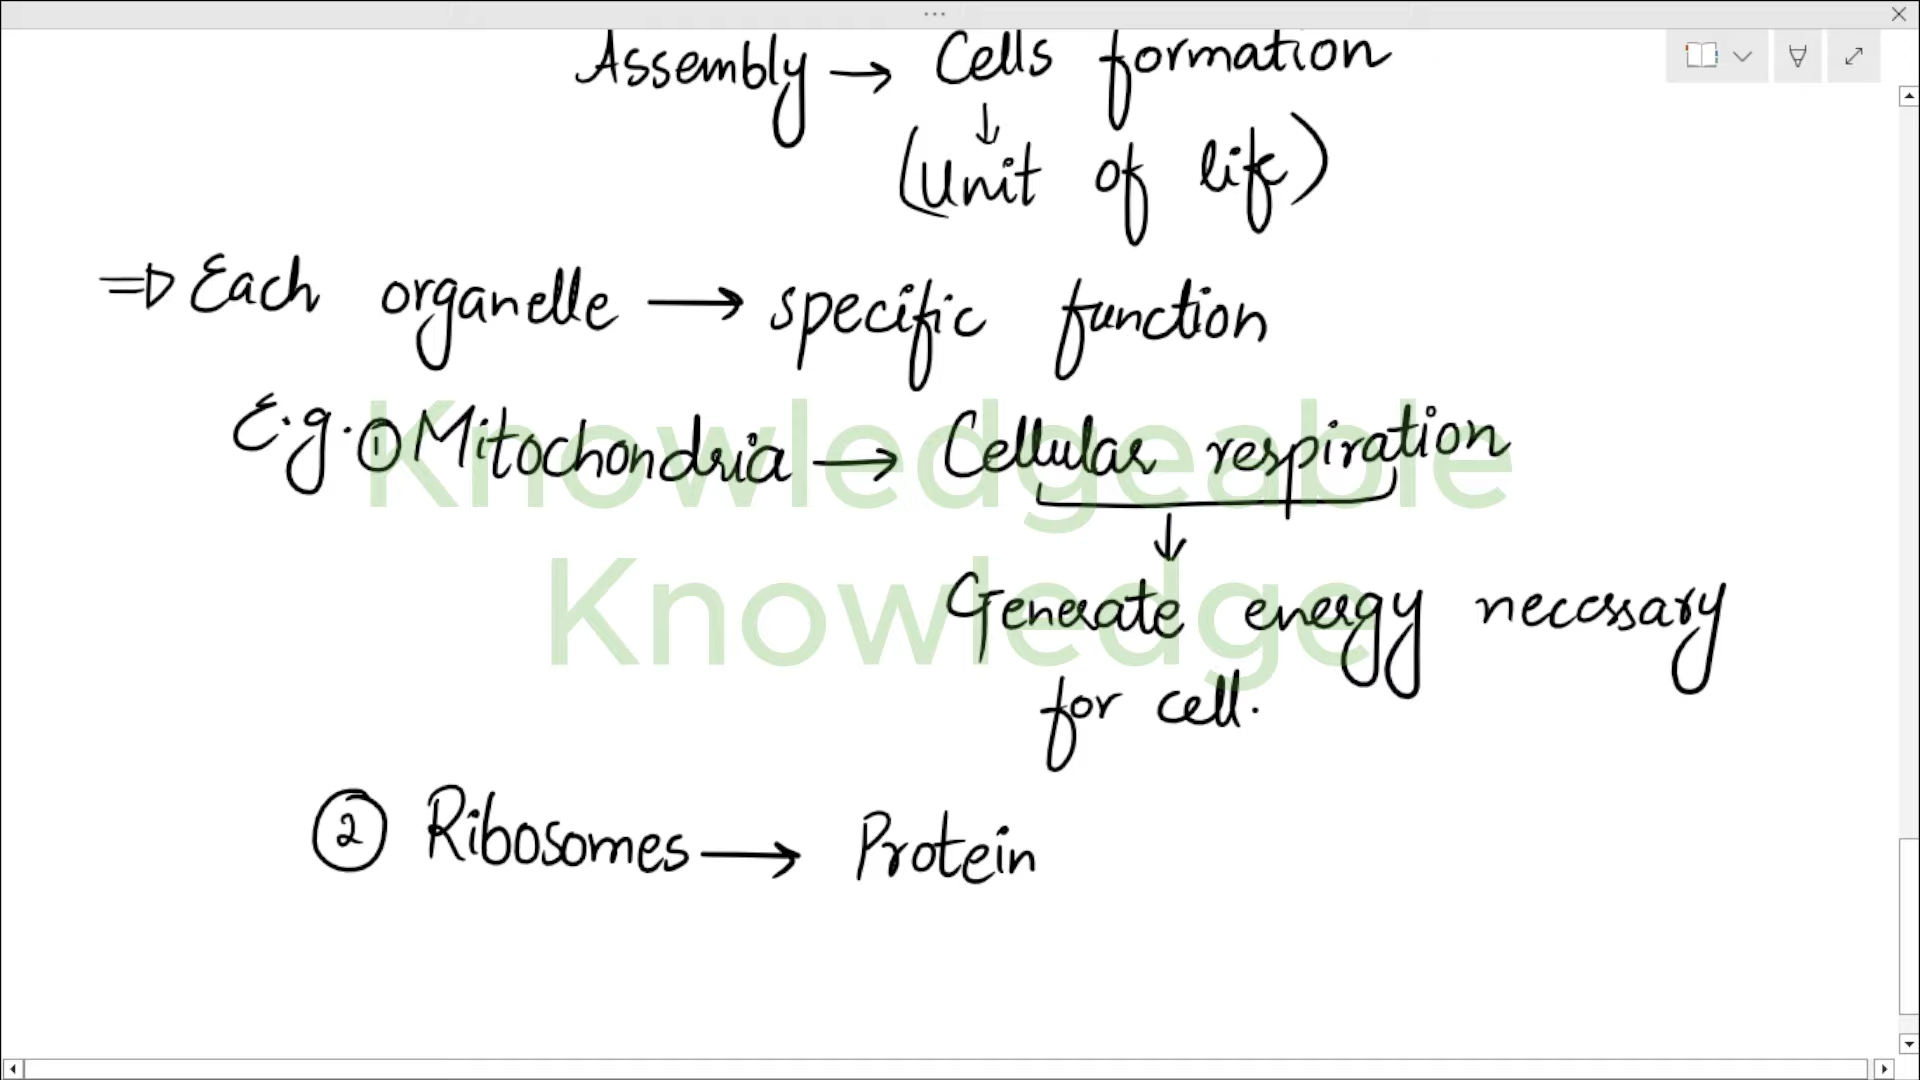 Assembly → Cells formation
↓
(Unit of life)
⇒ Each organelle → specific function
E.g. ① Mitochondria → Cellular respiration
↓
Generate energy necessary
for cell.
② Ribosomes → Protein
Knowledgeable
Knowledge